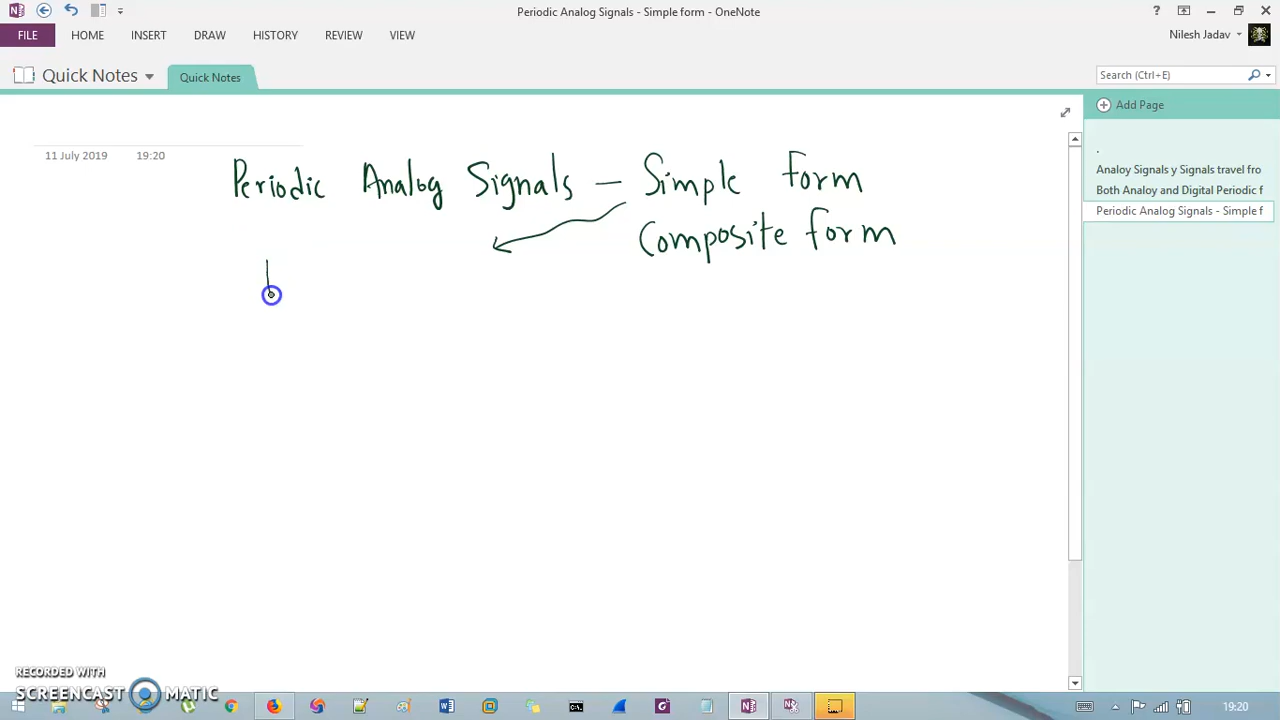 Periodic Analog Signals - Simple form - OneNote
?
FILE
HOME
INSERT
DRAW
HISTORY
REVIEW
VIEW
Nilesh Jadav
Quick Notes
Quick Notes
Search (Ctrl+E)
Add Page
11 July 2019 19:20
Periodic Analog Signals – Simple form
Composite form
.
Analoy Signals y Signals travel fro
Both Analoy and Digital Periodic f
Periodic Analog Signals - Simple f
RECORDED WITH
SCREENCAST MATIC
19:20